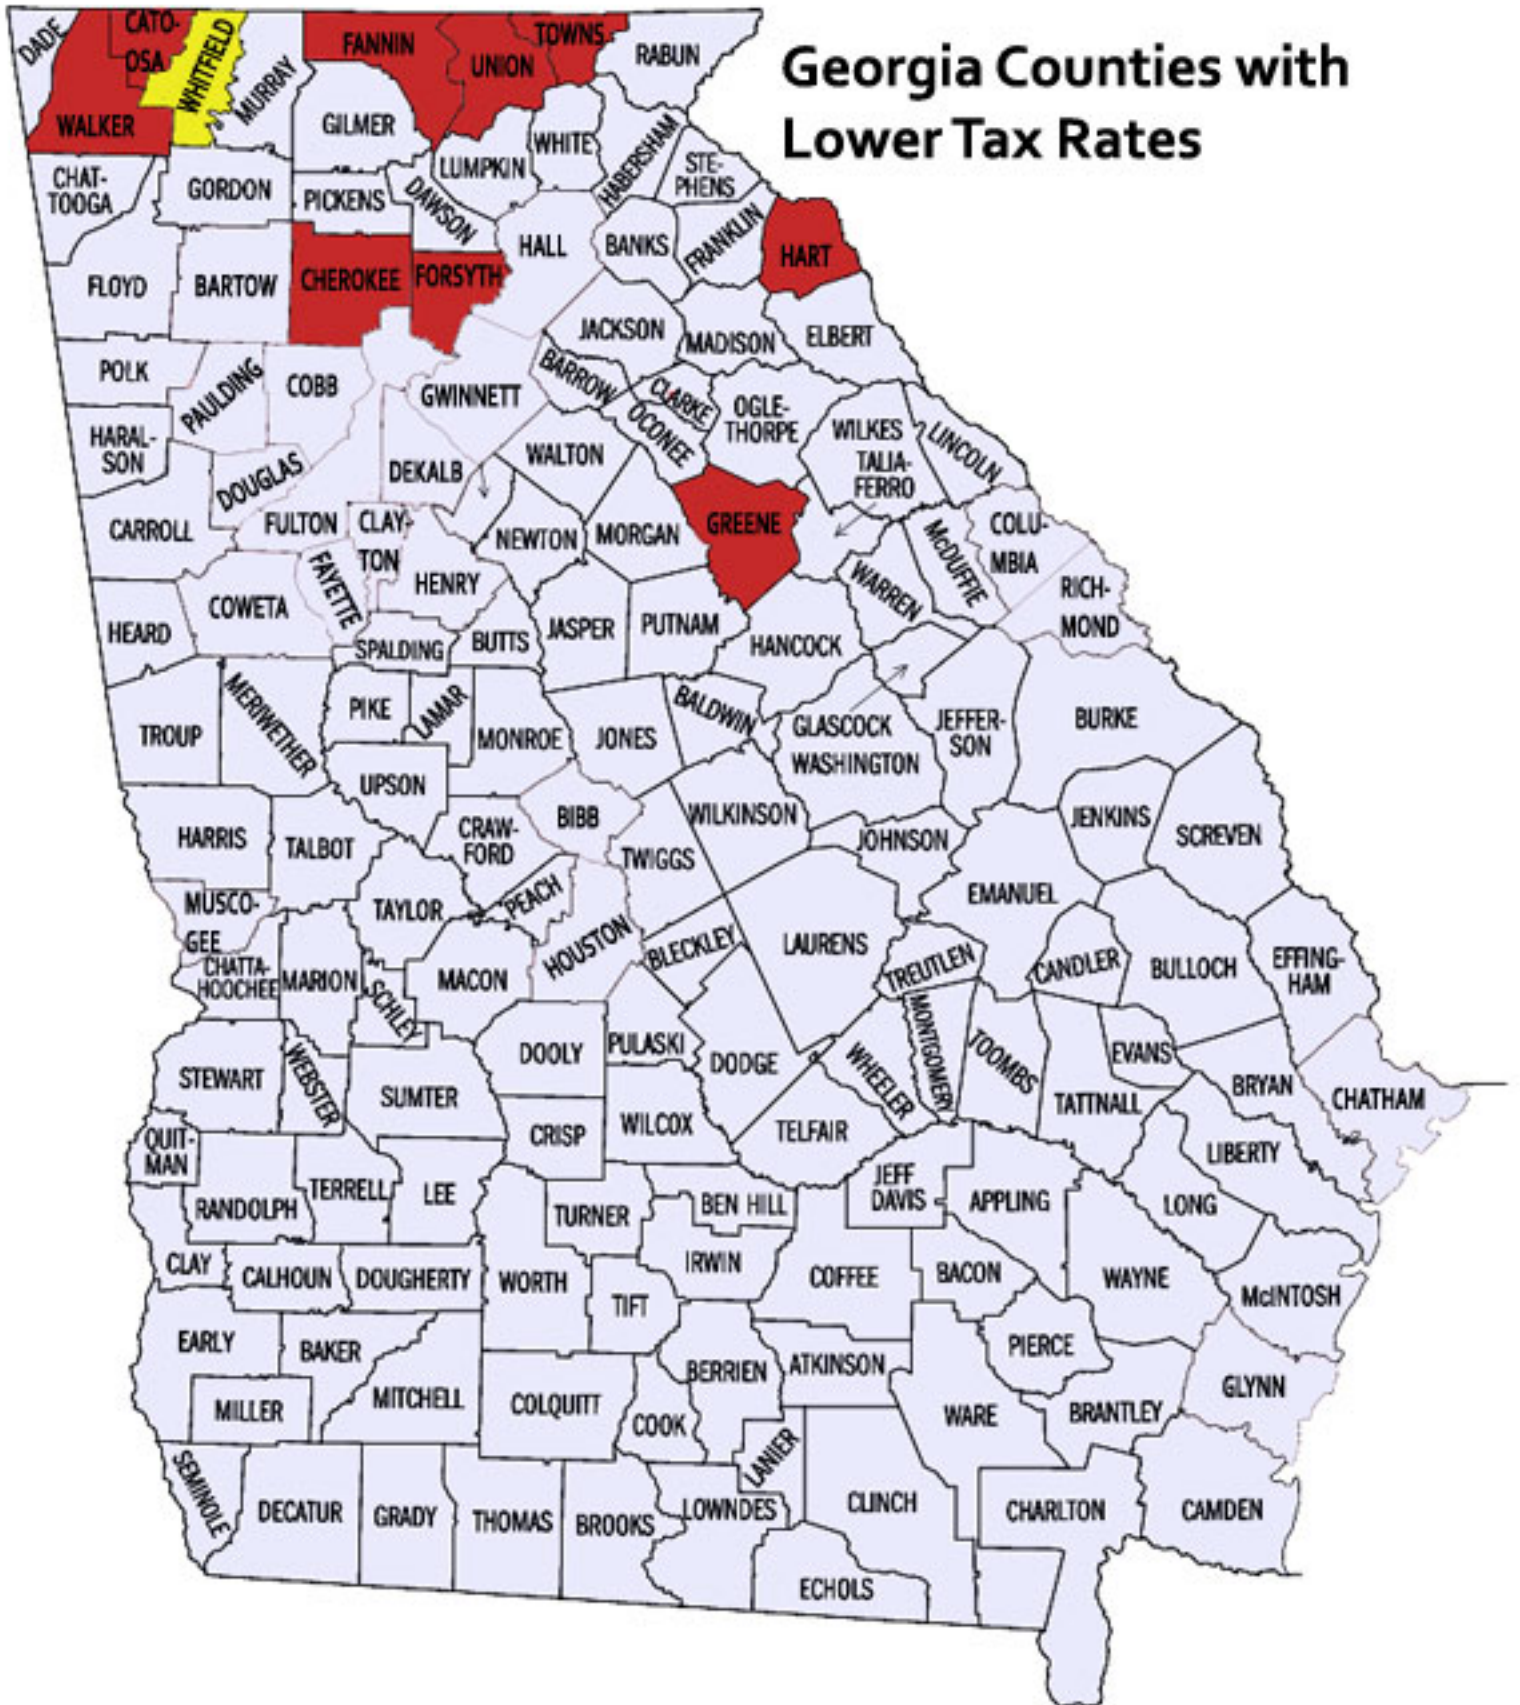 Georgia Counties with
Lower Tax Rates
DADE
CATO-
OSA
WALKER
WHITFIELD
MURRAY
FANNIN
UNION
TOWNS
RABUN
GILMER
LUMPKIN
WHITE
HABERSHAM
STE-
PHENS
CHAT-
TOOGA
GORDON
PICKENS
DAWSON
HALL
BANKS
FRANKLIN
HART
FLOYD
BARTOW
CHEROKEE
FORSYTH
JACKSON
MADISON
ELBERT
POLK
PAULDING
COBB
GWINNETT
BARROW
CLARKE
OCONEE
OGLE-
THORPE
WILKES
LINCOLN
HARAL-
SON
DOUGLAS
DEKALB
WALTON
TALIA-
FERRO
CARROLL
FULTON
CLAY-
TON
NEWTON
MORGAN
GREENE
McDUFFIE
COLU-
MBIA
FAYETTE
HENRY
WARREN
RICH-
MOND
HEARD
COWETA
SPALDING
BUTTS
JASPER
PUTNAM
HANCOCK
TROUP
MERIWETHER
PIKE
LAMAR
MONROE
JONES
BALDWIN
GLASCOCK
WASHINGTON
JEFFER-
SON
BURKE
UPSON
HARRIS
TALBOT
CRAW-
FORD
BIBB
TWIGGS
WILKINSON
JOHNSON
JENKINS
SCREVEN
MUSCO-
GEE
TAYLOR
PEACH
HOUSTON
BLECKLEY
LAURENS
EMANUEL
CHATTA-
HOOCHEE
MARION
SCHLEY
MACON
TREUTLEN
CANDLER
BULLOCH
EFFING-
HAM
STEWART
WEBSTER
SUMTER
DOOLY
PULASKI
DODGE
WHEELER
MONTGOMERY
TOOMBS
EVANS
TATTNALL
BRYAN
CHATHAM
QUIT-
MAN
CRISP
WILCOX
TELFAIR
LIBERTY
RANDOLPH
TERRELL
LEE
TURNER
BEN HILL
JEFF
DAVIS
APPLING
LONG
CLAY
CALHOUN
DOUGHERTY
WORTH
TIFT
IRWIN
COFFEE
BACON
WAYNE
McINTOSH
EARLY
BAKER
MITCHELL
MILLER
COLQUITT
COOK
BERRIEN
ATKINSON
PIERCE
WARE
BRANTLEY
GLYNN
SEMINOLE
DECATUR
GRADY
THOMAS
BROOKS
LOWNDES
LANIER
CLINCH
ECHOLS
CHARLTON
CAMDEN